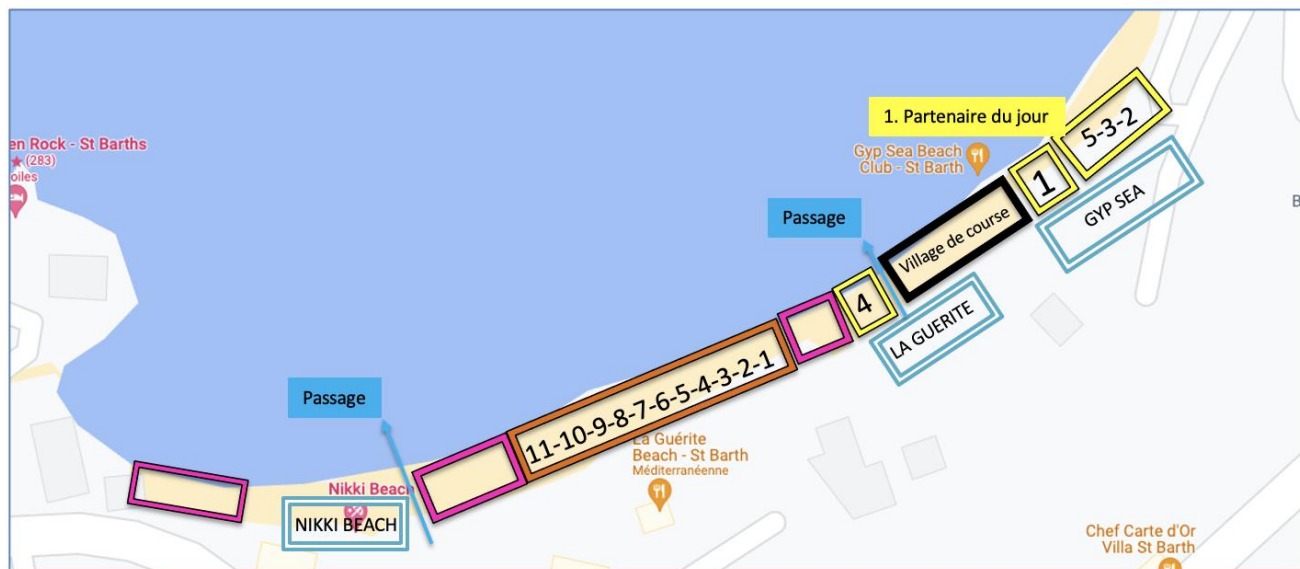 en Rock - St Barths
(283)
oiles
1. Partenaire du jour
5-3-2
Gyp Sea Beach
Club - St Barth
1
GYP SEA
B
Passage
Village de course
4
LA GUERITE
11-10-9-8-7-6-5-4-3-2-1
Passage
La Guérite
Beach - St Barth
Méditerranéenne
Nikki Beach
NIKKI BEACH
Chef Carte d'Or
Villa St Barth